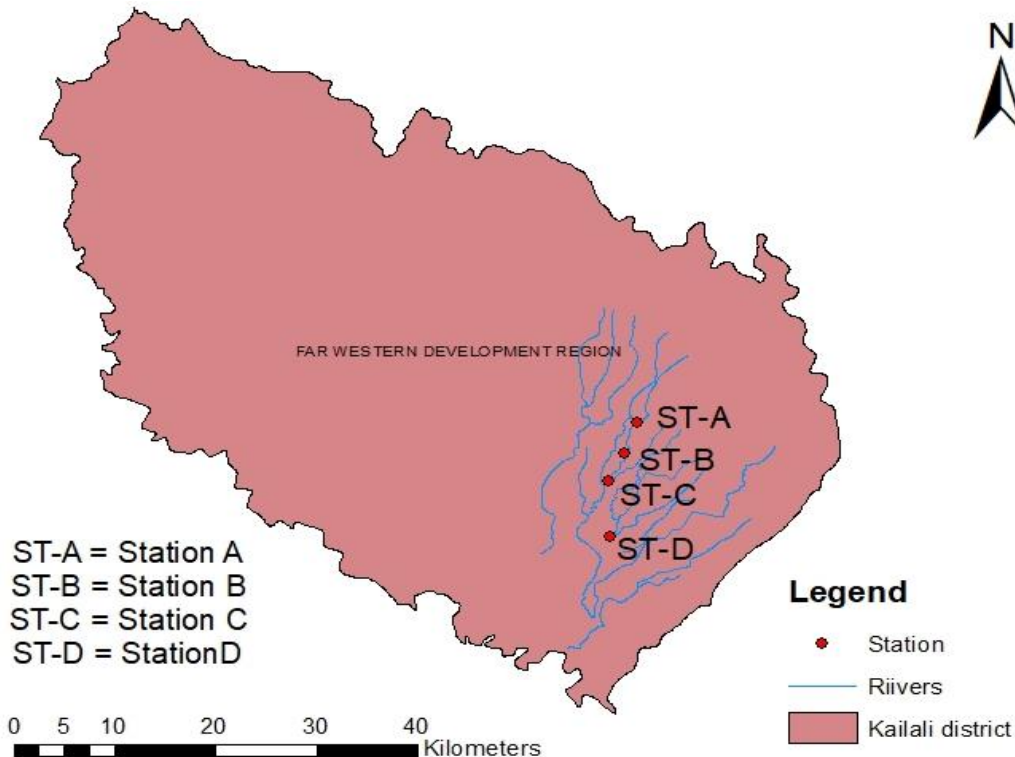 N
FAR WESTERN DEVELOPMENT REGION
ST-A
ST-B
ST-C
ST-D
ST-A = Station A
ST-B = Station B
ST-C = Station C
ST-D = StationD
Legend
Station
Riivers
Kailali district
0 5 10 20 30 40
Kilometers